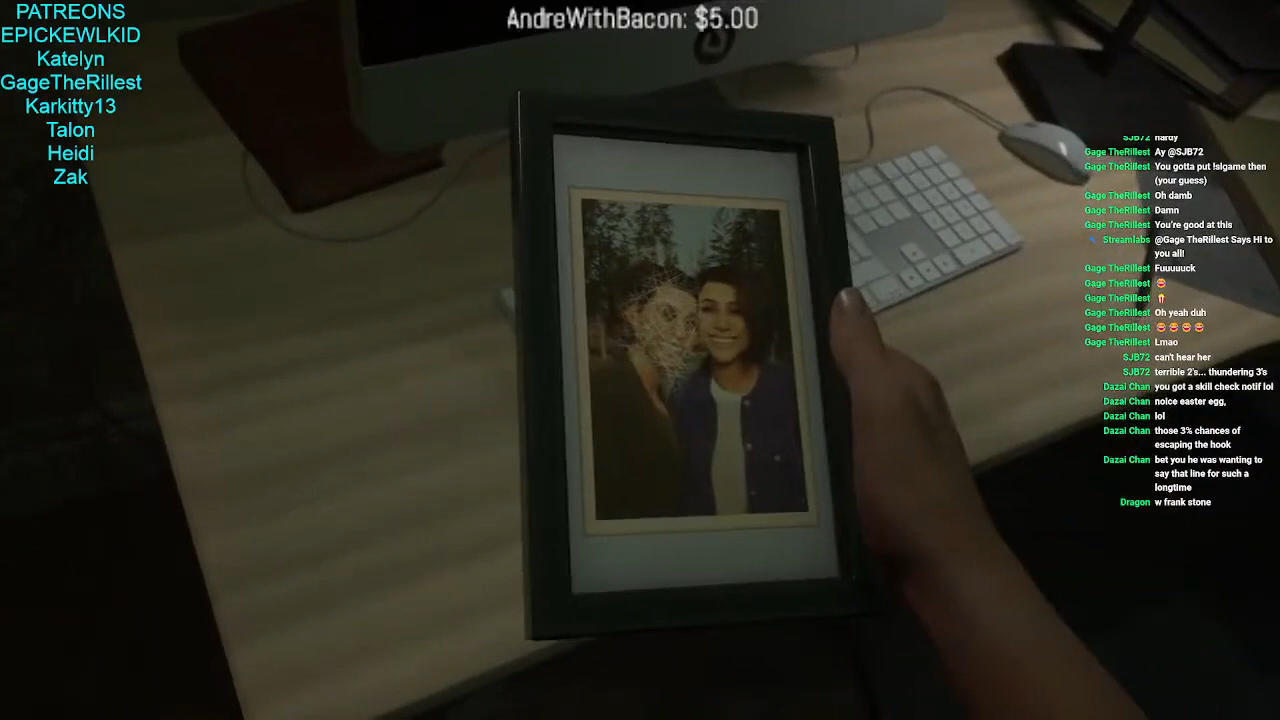 PATREONS
EPICKEWLKID
Katelyn
GageTheRillest
Karkitty13
Talon
Heidi
Zak
AndreWithBacon: $5.00
SJB72 hardy
Gage TheRillest Ay @SJB72
Gage TheRillest You gotta put !slgame then
(your guess)
Gage TheRillest Oh damb
Gage TheRillest Damn
Gage TheRillest You're good at this
Streamlabs @Gage TheRillest Says Hi to
you all!
Gage TheRillest Fuuuuuck
Gage TheRillest
Gage TheRillest
Gage TheRillest Oh yeah duh
Gage TheRillest
Gage TheRillest Lmao
SJB72 can't hear her
SJB72 terrible 2's... thundering 3's
Dazai Chan you got a skill check notif lol
Dazai Chan noice easter egg,
Dazai Chan lol
Dazai Chan those 3% chances of
escaping the hook
Dazai Chan bet you he was wanting to
say that line for such a
longtime
Dragon w frank stone